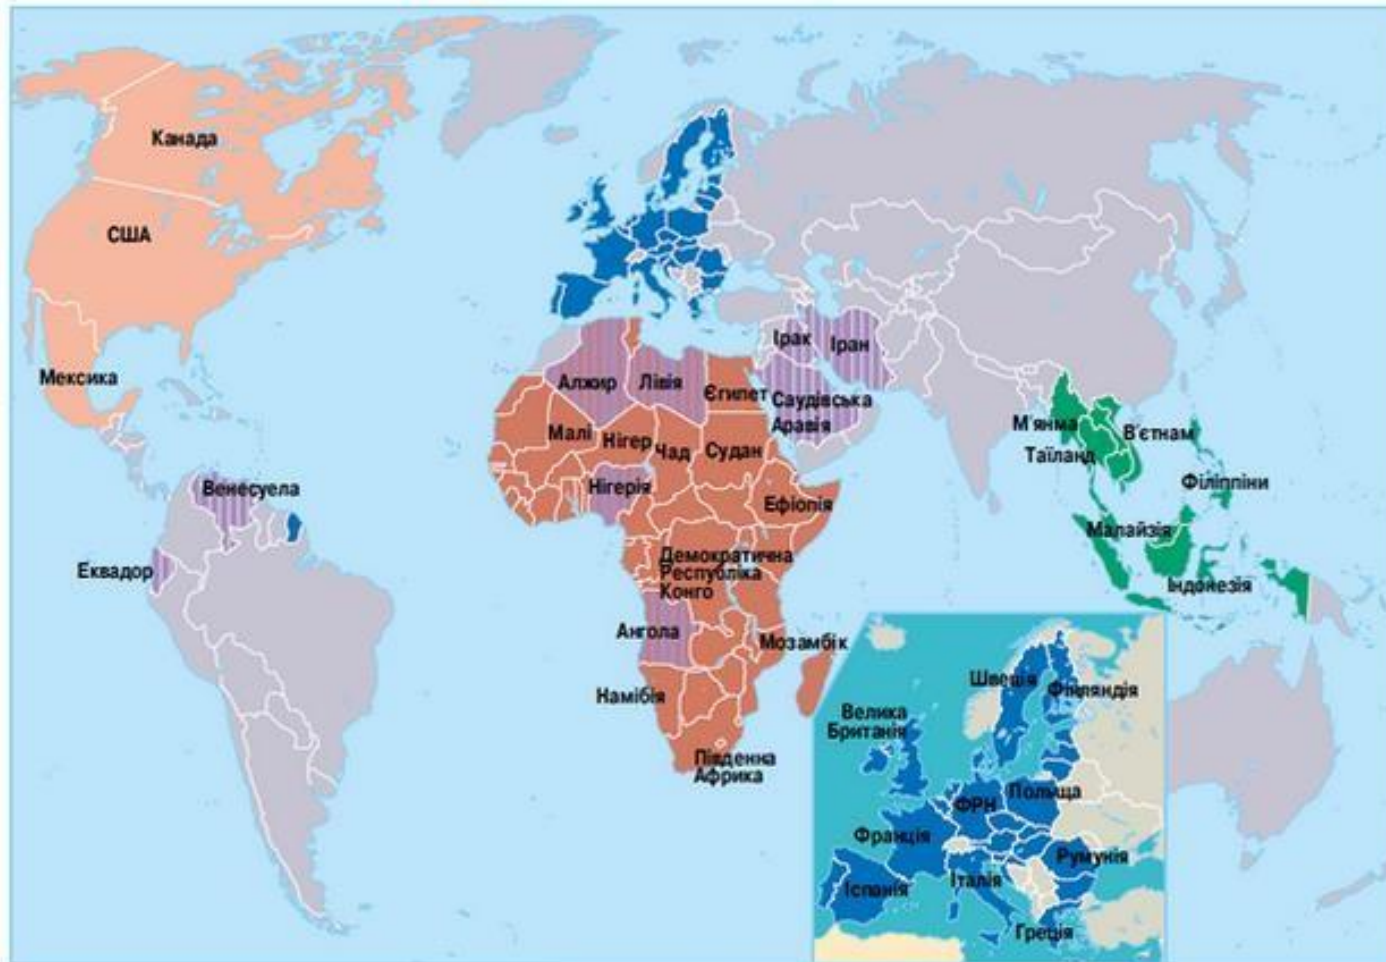 Канада
США
Мексика
Венесуела
Еквадор
Ірак
Іран
Алжир
Лівія
Єгипет
Саудівська
Аравія
Малі
Нігер
Чад
Судан
Нігерія
Ефіопія
Демократична
Республіка
Конго
Ангола
Мозамбік
Намібія
Південна
Африка
М'янма
В'єтнам
Таїланд
Філіппіни
Малайзія
Індонезія
Швеція
Фінляндія
Велика
Британія
ФРН
Польща
Франція
Румунія
Іспанія
Італія
Греція